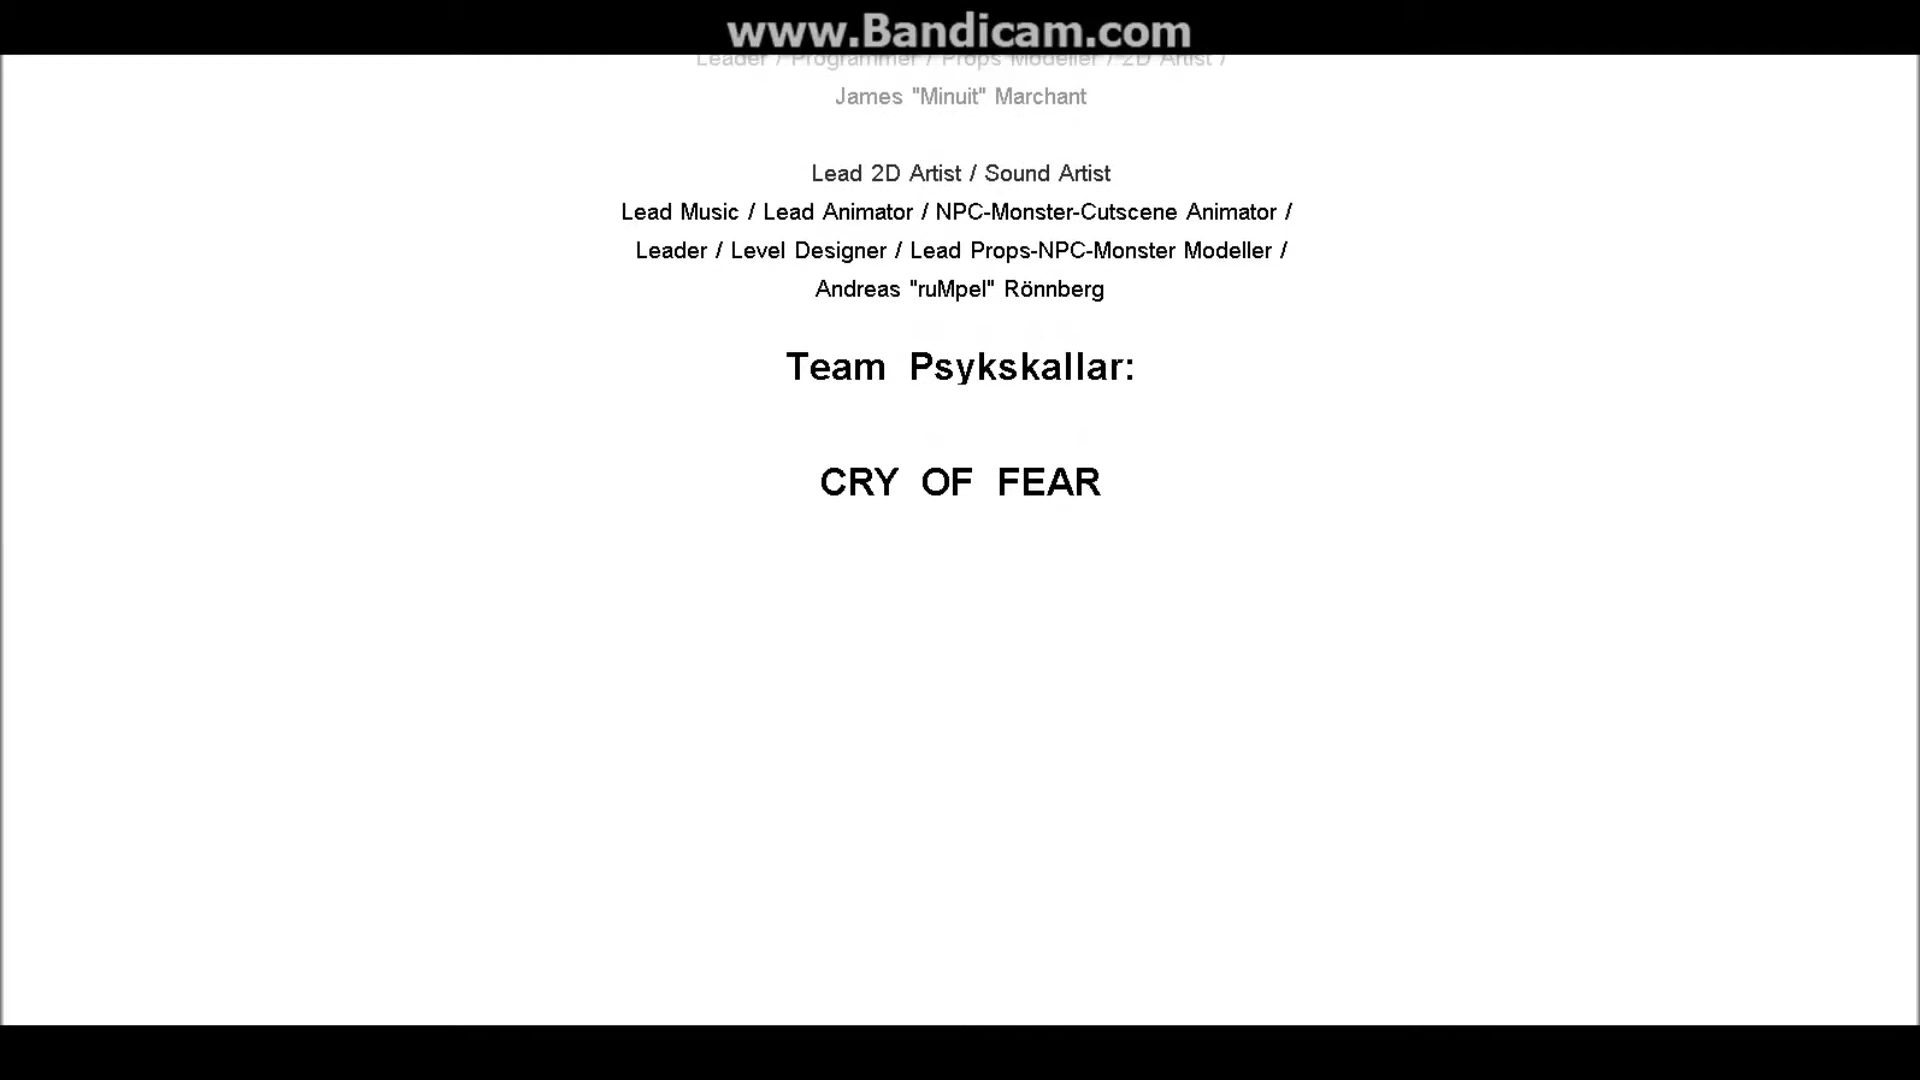 www.Bandicam.com
Leader / Programmer / Props Modeller / 2D Artist /
James "Minuit" Marchant
Lead 2D Artist / Sound Artist
Lead Music / Lead Animator / NPC-Monster-Cutscene Animator /
Leader / Level Designer / Lead Props-NPC-Monster Modeller /
Andreas "ruMpel" Rönnberg
Team Psykskallar:
CRY OF FEAR